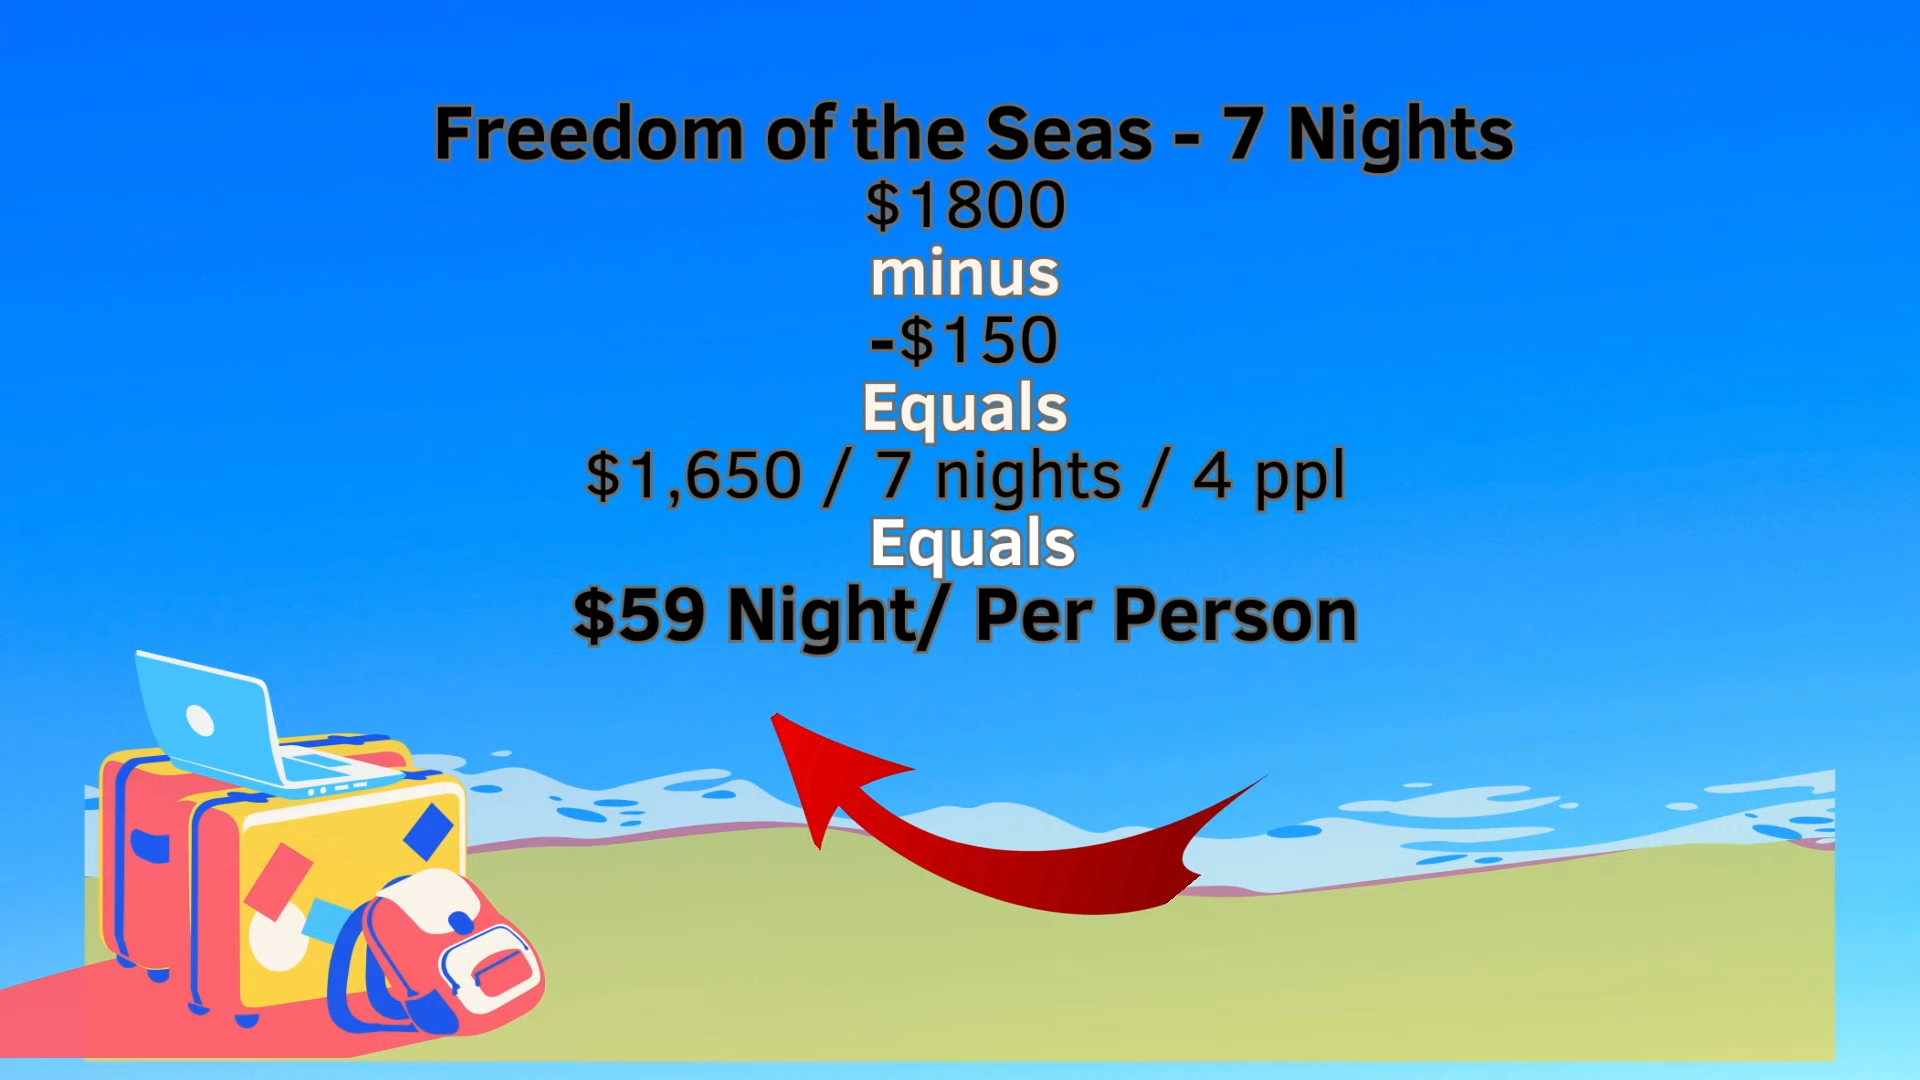 Freedom of the Seas - 7 Nights
$1800
minus
-$150
Equals
$1,650 / 7 nights / 4 ppl
Equals
$59 Night/ Per Person